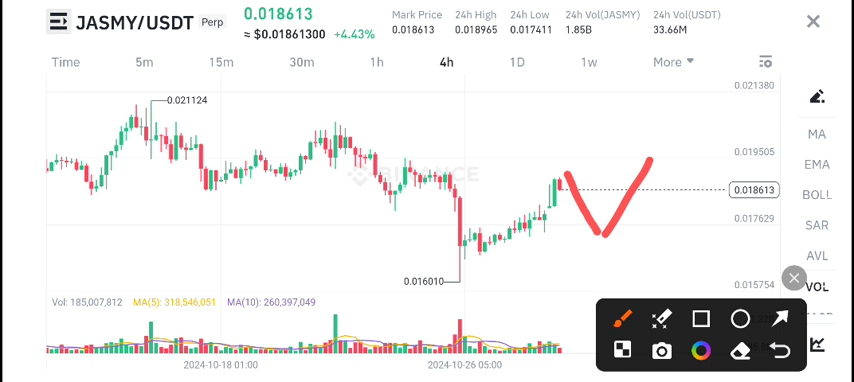 JASMY/USDT Perp
0.018613
≈ $0.01861300 +4.43%
Mark Price
0.018613
24h High
0.018965
24h Low
0.017411
24h Vol(JASMY)
1.85B
24h Vol(USDT)
33.66M
Time 5m 15m 30m 1h 4h 1D 1w More
0.021380
0.021124
0.019505
BINANCE
0.018613
0.017629
0.016010
0.015754
MA
EMA
BOLL
SAR
AVL
VOL
Vol: 185,007,812 MA(5): 318,546,051 MA(10): 260,397,049
2024-10-18 01:00 2024-10-26 05:00